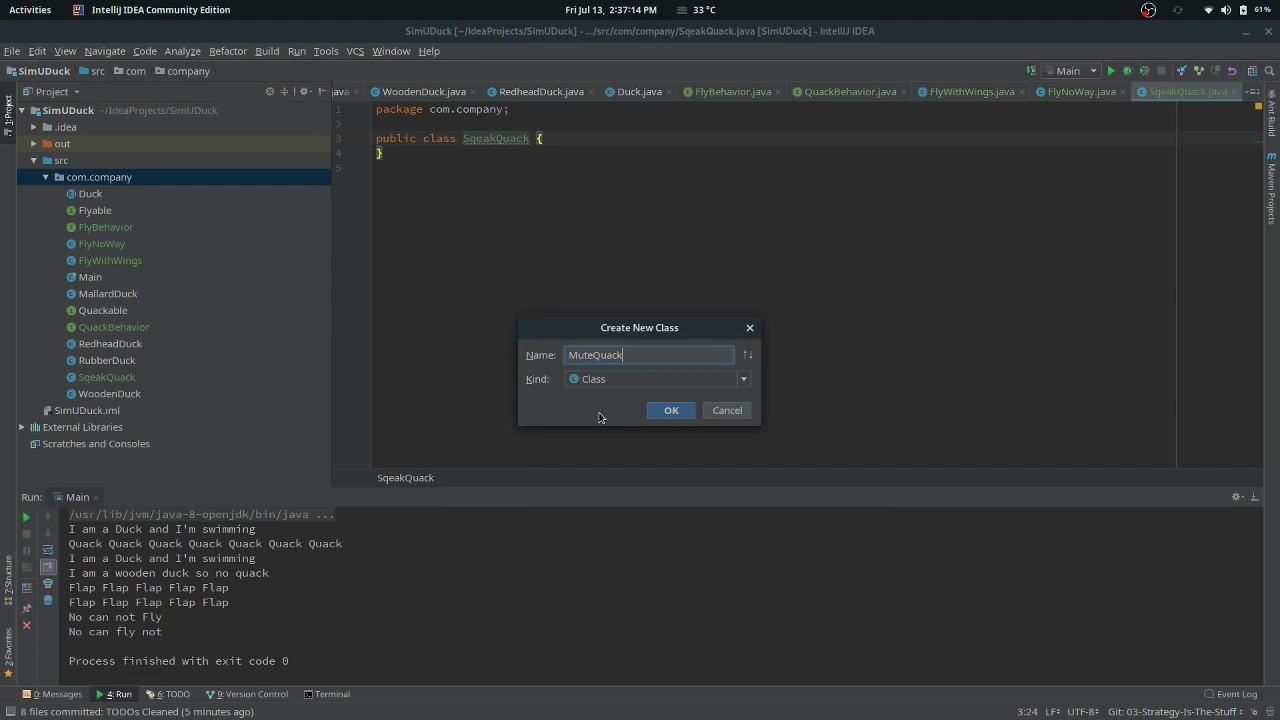 Activities
IntelliJ IDEA Community Edition
Fri Jul 13, 2:37:14 PM
33 °C
61%
SimUDuck [~/IdeaProjects/SimUDuck] - .../src/com/company/SqeakQuack.java [SimUDuck] - IntelliJ IDEA
File Edit View Navigate Code Analyze Refactor Build Run Tools VCS Window Help
SimUDuck src com company
Main
Project
java
WoodenDuck.java
RedheadDuck.java
Duck.java
FlyBehavior.java
QuackBehavior.java
FlyWithWings.java
FlyNoWay.java
SqeakQuack.java
1: Project
SimUDuck ~/IdeaProjects/SimUDuck
.idea
out
src
com.company
Duck
Flyable
FlyBehavior
FlyNoWay
FlyWithWings
Main
MallardDuck
Quackable
QuackBehavior
RedheadDuck
RubberDuck
SqeakQuack
WoodenDuck
SimUDuck.iml
External Libraries
Scratches and Consoles
1 package com.company;
2
3 public class SqeakQuack {
4 }
5
Create New Class
Name: MuteQuack
Kind: Class
OK
Cancel
SqeakQuack
Ant Build
Maven Projects
Run: Main
/usr/lib/jvm/java-8-openjdk/bin/java ...
I am a Duck and I'm swimming
Quack Quack Quack Quack Quack Quack Quack
I am a Duck and I'm swimming
I am a wooden duck so no quack
Flap Flap Flap Flap Flap
Flap Flap Flap Flap Flap
No can not Fly
No can fly not
Process finished with exit code 0
Z: Structure
2: Favorites
0: Messages
4: Run
6: TODO
9: Version Control
Terminal
Event Log
8 files committed: TODOs Cleaned (5 minutes ago)
3:24 LF÷ UTF-8÷ Git: 03-Strategy-Is-The-Stuff÷